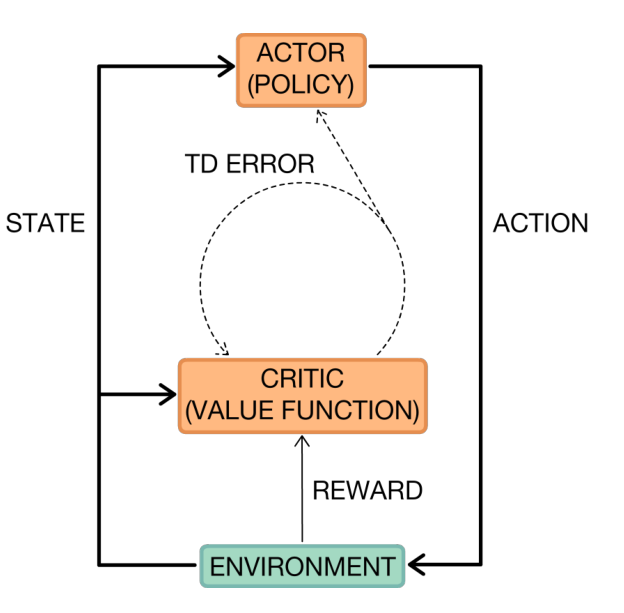 ACTOR
(POLICY)
TD ERROR
STATE
ACTION
CRITIC
(VALUE FUNCTION)
REWARD
ENVIRONMENT